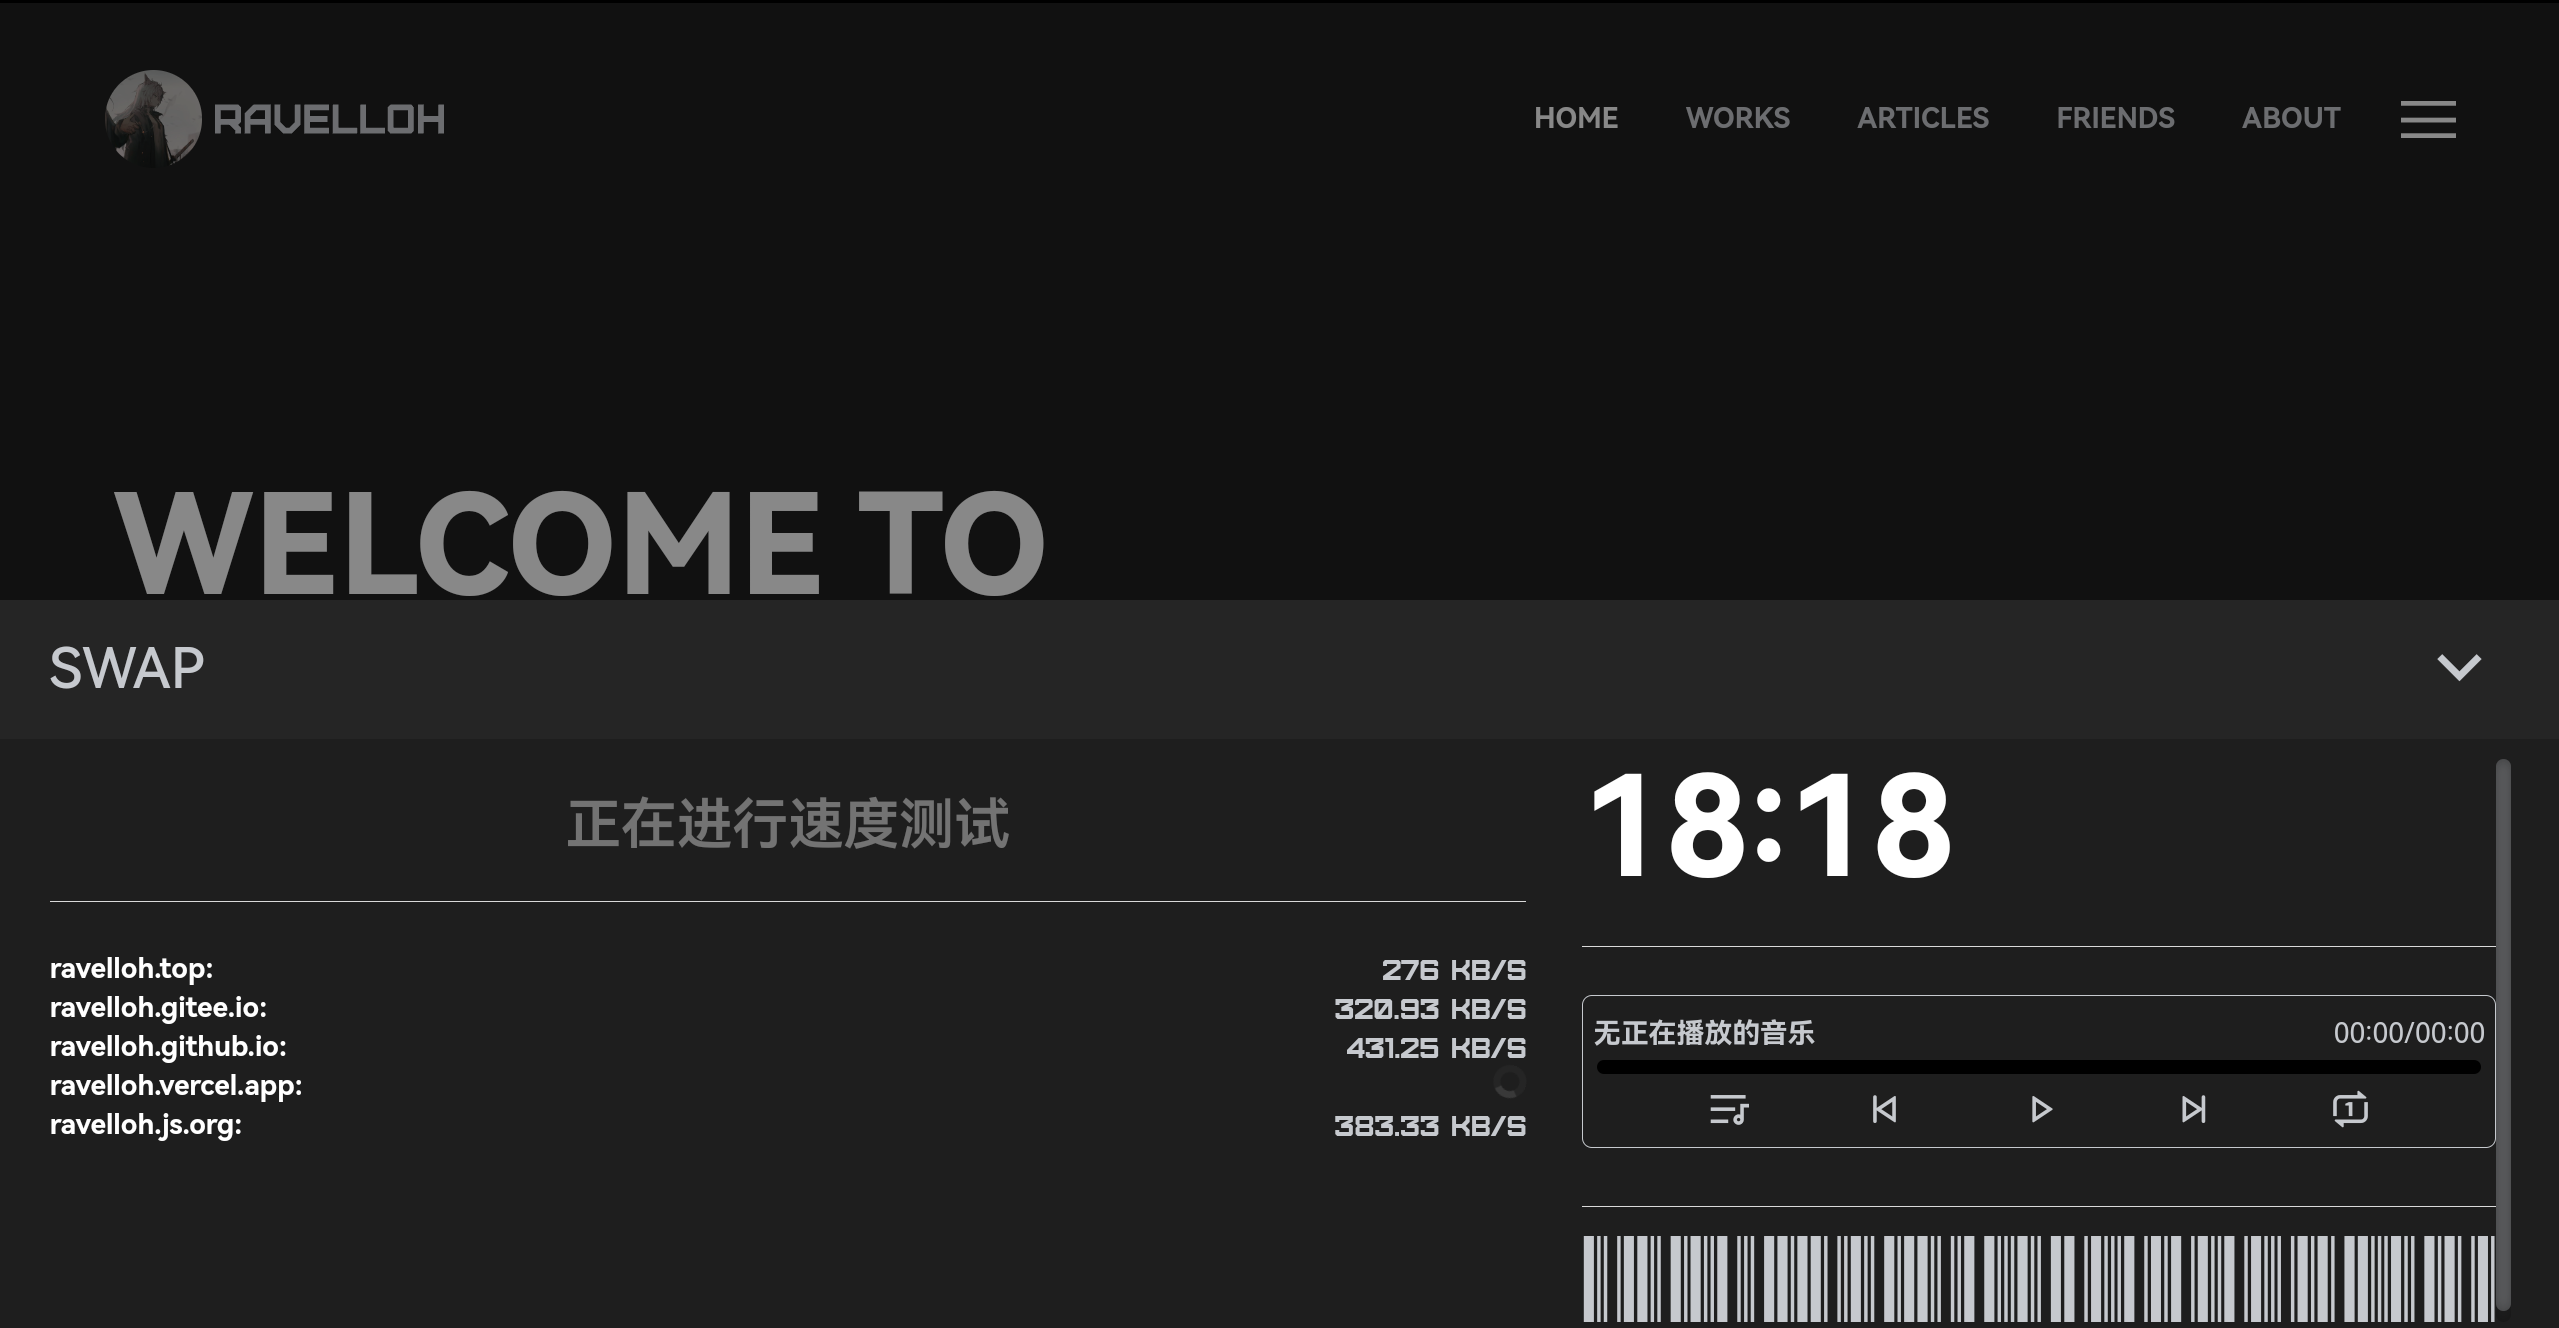 RAVELLOH
HOME WORKS ARTICLES FRIENDS ABOUT
WELCOME TO
SWAP
正在进行速度测试
ravelloh.top: 276 KB/S
ravelloh.gitee.io: 320.93 KB/S
ravelloh.github.io: 431.25 KB/S
ravelloh.vercel.app:
ravelloh.js.org: 383.33 KB/S
18:18
无正在播放的音乐 00:00/00:00
1